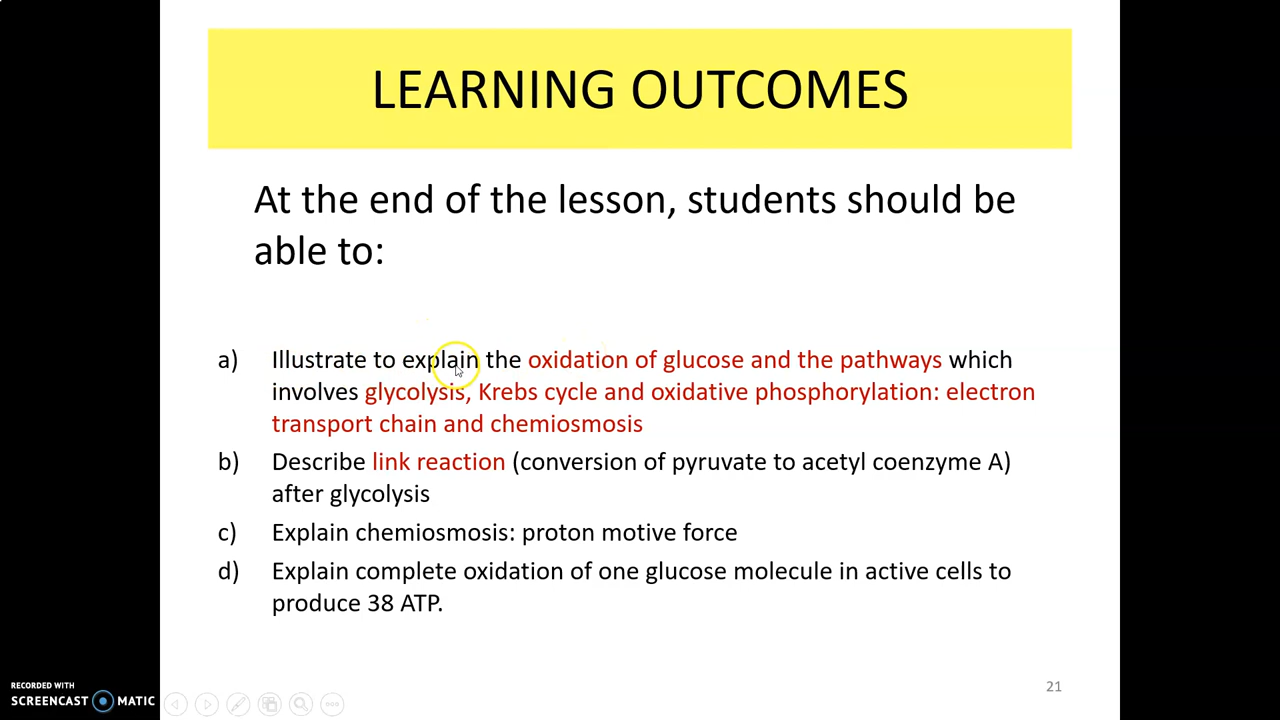 LEARNING OUTCOMES
At the end of the lesson, students should be
able to:
a) Illustrate to explain the oxidation of glucose and the pathways which
involves glycolysis, Krebs cycle and oxidative phosphorylation: electron
transport chain and chemiosmosis
b) Describe link reaction (conversion of pyruvate to acetyl coenzyme A)
after glycolysis
c) Explain chemiosmosis: proton motive force
d) Explain complete oxidation of one glucose molecule in active cells to
produce 38 ATP.
21
RECORDED WITH
SCREENCAST MATIC